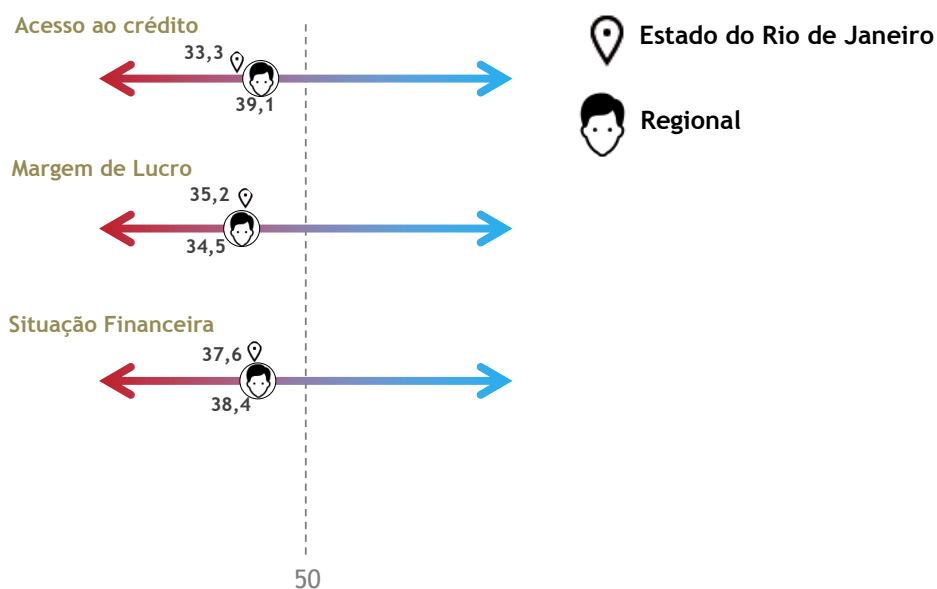 Acesso ao crédito
33,3
39,1
Estado do Rio de Janeiro
Regional
Margem de Lucro
35,2
34,5
Situação Financeira
37,6
38,4
50